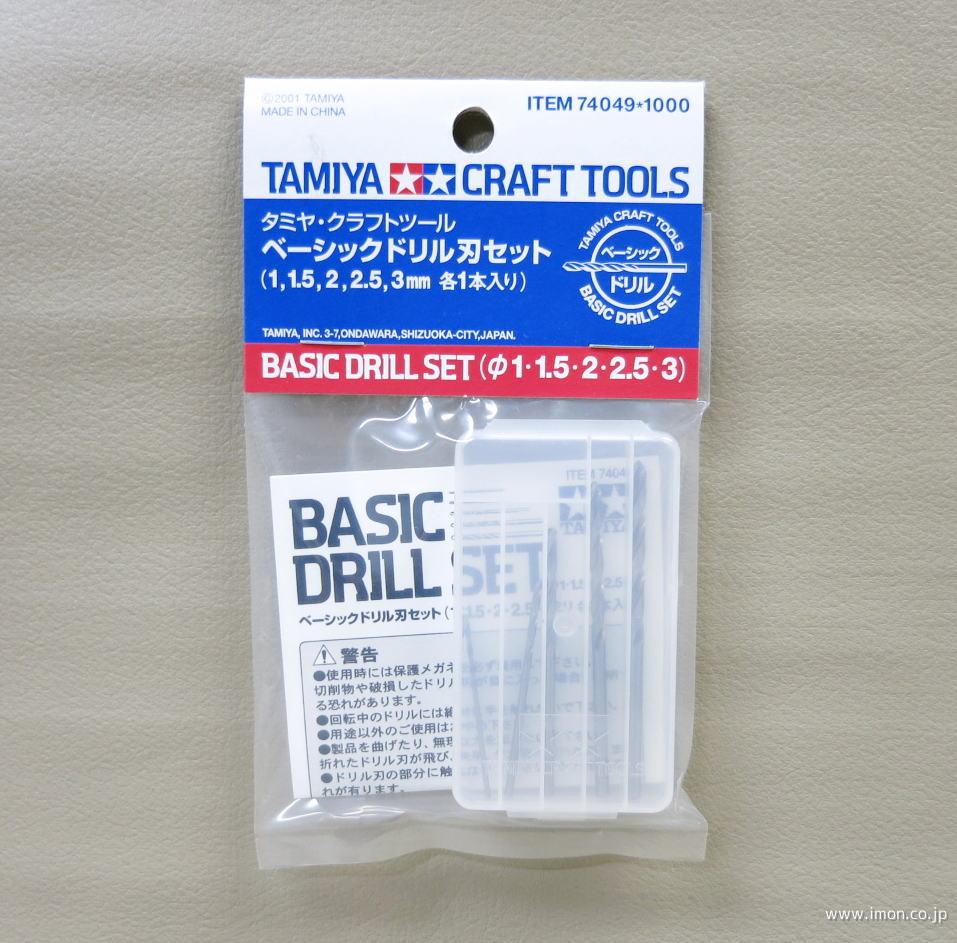 ©2001 TAMIYA
MADE IN CHINA
ITEM 74049*1000
TAMIYA CRAFT TOOLS
タミヤ・クラフトツール
ベーシックドリル刃セット
(1,1.5,2,2.5,3mm 各1本入り)
TAMIYA CRAFT TOOLS
ベーシック
ドリル
BASIC DRILL SET
TAMIYA, INC. 3-7,ONDAWARA,SHIZUOKA-CITY,JAPAN.
BASIC DRILL SET (φ1・1.5・2・2.5・3)
ITEM 7404
TAMIYA
BASIC
DRILL SET
ベーシックドリル刃セット
警告
●使用時には保護メガネ
切削物や破損したドリル
る恐れがあります。
●回転中のドリルには
●用途以外のご使用は
●製品を曲げたり、無理
折れたドリル刃が飛び、
●ドリル刃の部分に触
れが有ります。
www.imon.co.jp